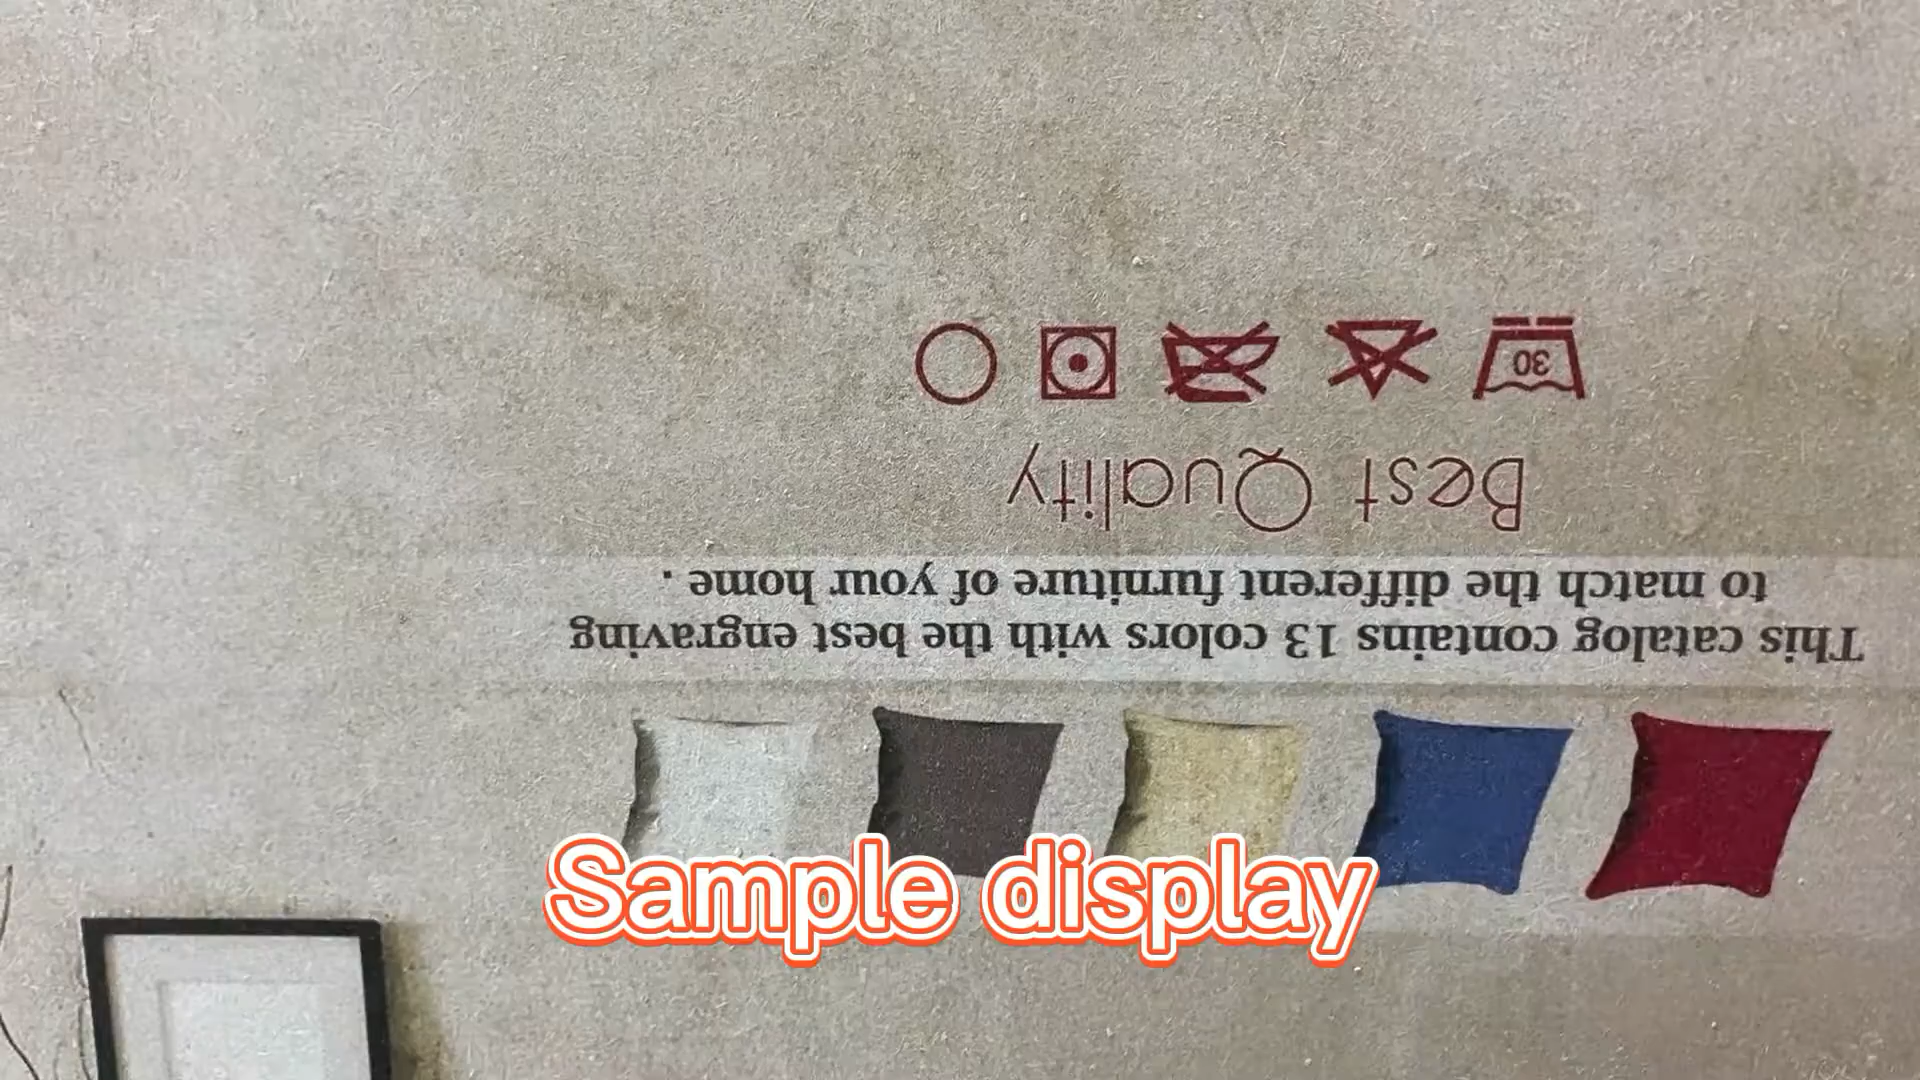 This catalog contains 13 colors with the best engraving
to match the different furniture of your home .
Best Quality
30
Sample display